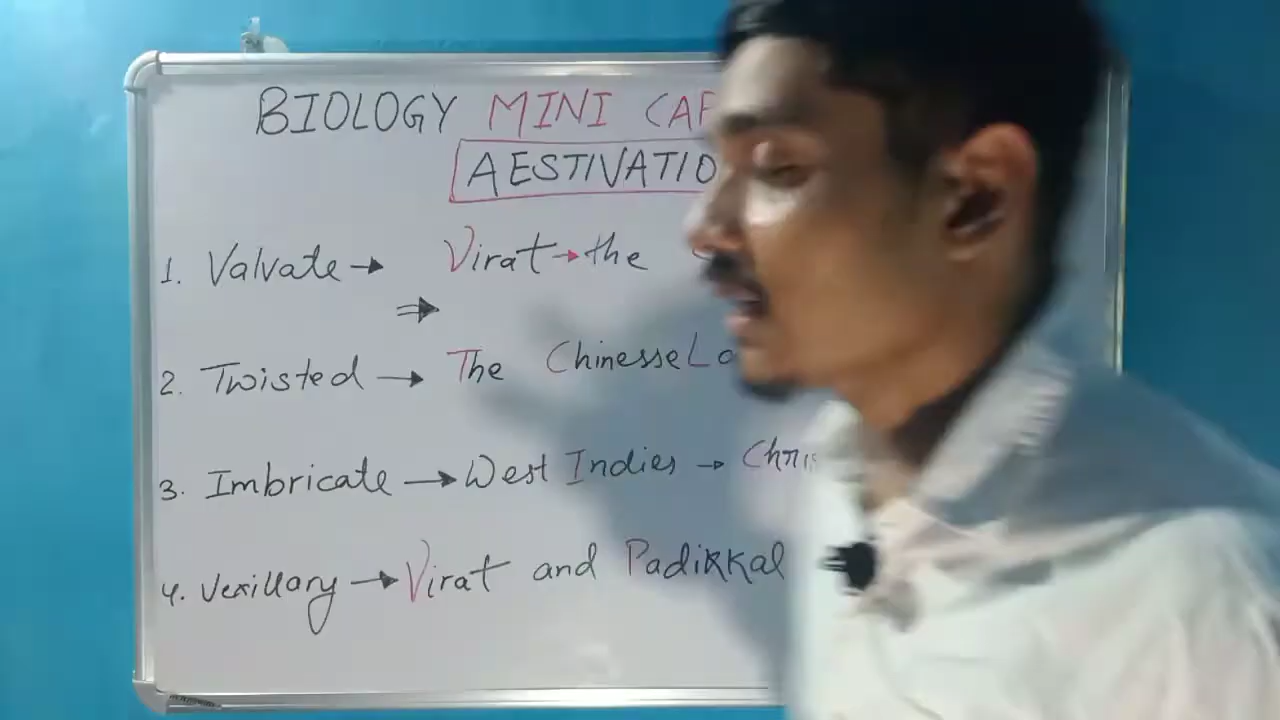 BIOLOGY MINI
AESTIVATIO
1. Valvate → Virat → the
⇒
2. Twisted → The Chinesse
3. Imbricate → West Indies →
4. Vexillary → Virat and Padikkal